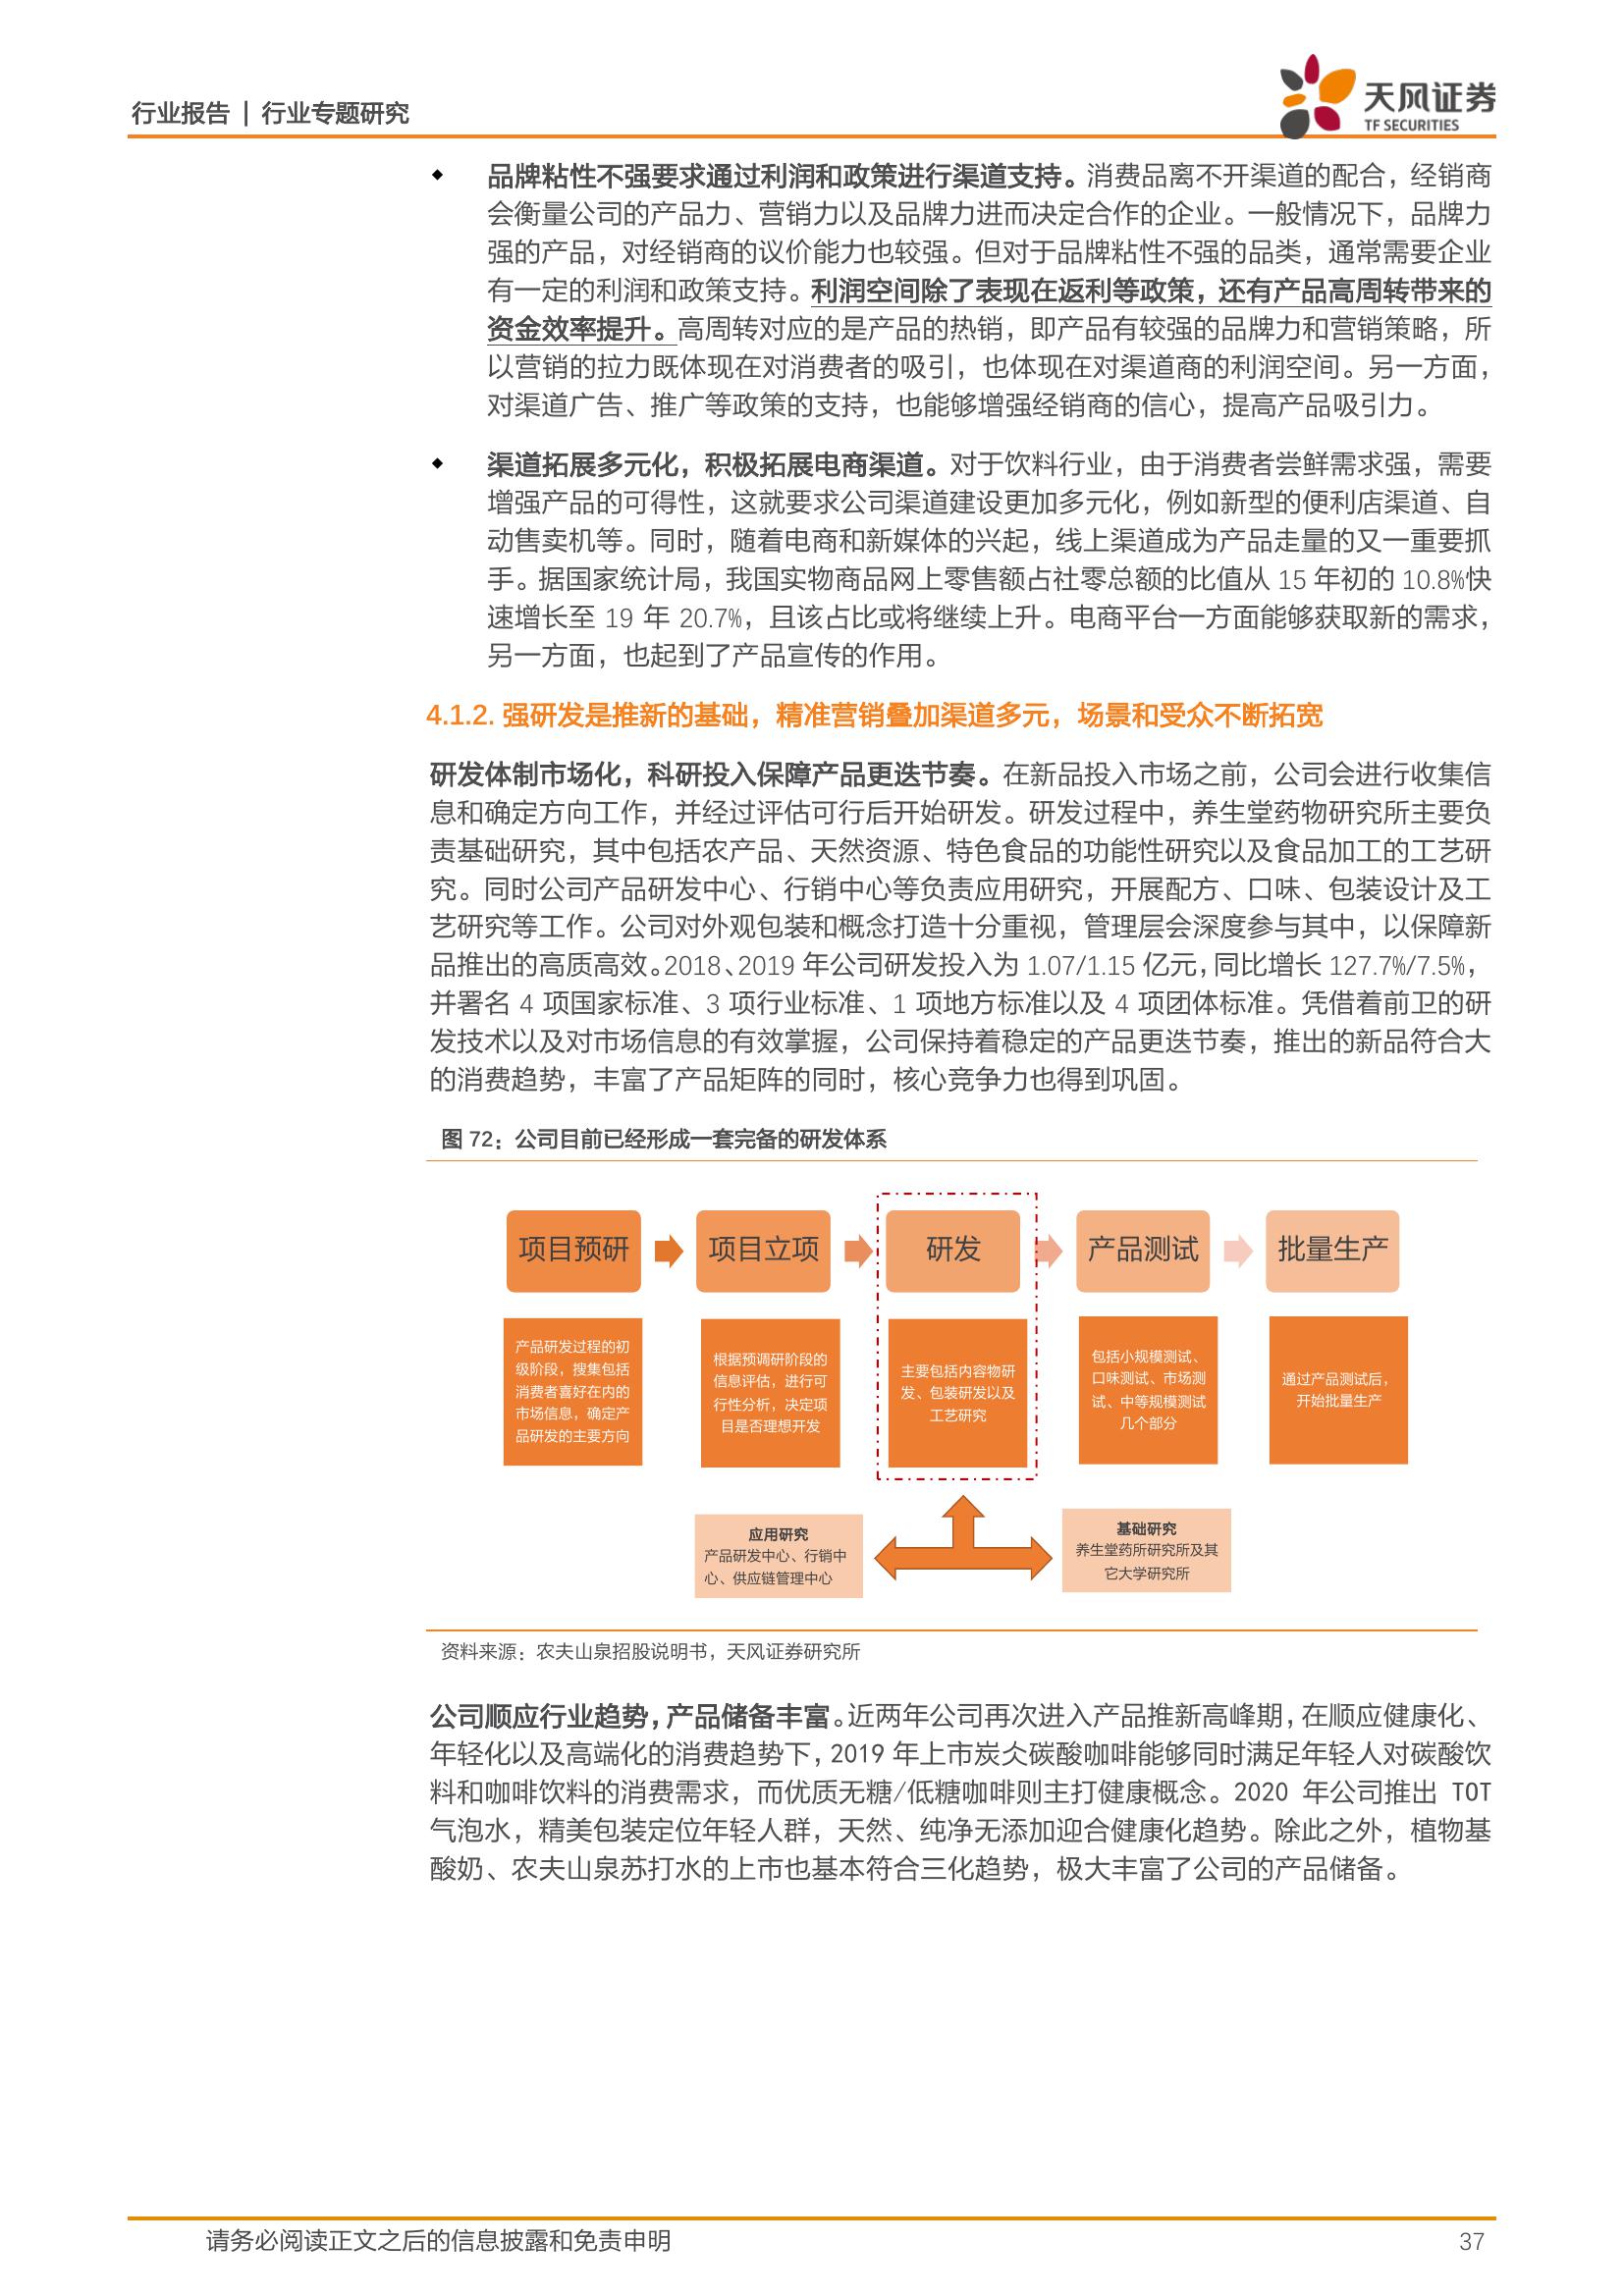 行业报告 | 行业专题研究
天风证券
TF SECURITIES
◆ 品牌粘性不强要求通过利润和政策进行渠道支持。消费品离不开渠道的配合，经销商
会衡量公司的产品力、营销力以及品牌力进而决定合作的企业。一般情况下，品牌力
强的产品，对经销商的议价能力也较强。但对于品牌粘性不强的品类，通常需要企业
有一定的利润和政策支持。利润空间除了表现在返利等政策，还有产品高周转带来的
资金效率提升。高周转对应的是产品的热销，即产品有较强的品牌力和营销策略，所
以营销的拉力既体现在对消费者的吸引，也体现在对渠道商的利润空间。另一方面，
对渠道广告、推广等政策的支持，也能够增强经销商的信心，提高产品吸引力。
◆ 渠道拓展多元化，积极拓展电商渠道。对于饮料行业，由于消费者尝鲜需求强，需要
增强产品的可得性，这就要求公司渠道建设更加多元化，例如新型的便利店渠道、自
动售卖机等。同时，随着电商和新媒体的兴起，线上渠道成为产品走量的又一重要抓
手。据国家统计局，我国实物商品网上零售额占社零总额的比值从 15 年初的 10.8%快
速增长至 19 年 20.7%，且该占比或将继续上升。电商平台一方面能够获取新的需求，
另一方面，也起到了产品宣传的作用。
4.1.2. 强研发是推新的基础，精准营销叠加渠道多元，场景和受众不断拓宽
研发体制市场化，科研投入保障产品更迭节奏。在新品投入市场之前，公司会进行收集信
息和确定方向工作，并经过评估可行后开始研发。研发过程中，养生堂药物研究所主要负
责基础研究，其中包括农产品、天然资源、特色食品的功能性研究以及食品加工的工艺研
究。同时公司产品研发中心、行销中心等负责应用研究，开展配方、口味、包装设计及工
艺研究等工作。公司对外观包装和概念打造十分重视，管理层会深度参与其中，以保障新
品推出的高质高效。2018、2019 年公司研发投入为 1.07/1.15 亿元，同比增长 127.7%/7.5%，
并署名 4 项国家标准、3 项行业标准、1 项地方标准以及 4 项团体标准。凭借着前卫的研
发技术以及对市场信息的有效掌握，公司保持着稳定的产品更迭节奏，推出的新品符合大
的消费趋势，丰富了产品矩阵的同时，核心竞争力也得到巩固。
图 72：公司目前已经形成一套完备的研发体系
项目预研
项目立项
研发
产品测试
批量生产
产品研发过程的初
级阶段，搜集包括
消费者喜好在内的
市场信息，确定产
品研发的主要方向
根据预调研阶段的
信息评估，进行可
行性分析，决定项
目是否理想开发
主要包括内容物研
发、包装研发以及
工艺研究
包括小规模测试、
口味测试、市场测
试、中等规模测试
几个部分
通过产品测试后，
开始批量生产
应用研究
产品研发中心、行销中
心、供应链管理中心
基础研究
养生堂药所研究所及其
它大学研究所
资料来源：农夫山泉招股说明书，天风证券研究所
公司顺应行业趋势，产品储备丰富。近两年公司再次进入产品推新高峰期，在顺应健康化、
年轻化以及高端化的消费趋势下，2019 年上市炭仌碳酸咖啡能够同时满足年轻人对碳酸饮
料和咖啡饮料的消费需求，而优质无糖/低糖咖啡则主打健康概念。2020 年公司推出 TOT
气泡水，精美包装定位年轻人群，天然、纯净无添加迎合健康化趋势。除此之外，植物基
酸奶、农夫山泉苏打水的上市也基本符合三化趋势，极大丰富了公司的产品储备。
请务必阅读正文之后的信息披露和免责申明
37